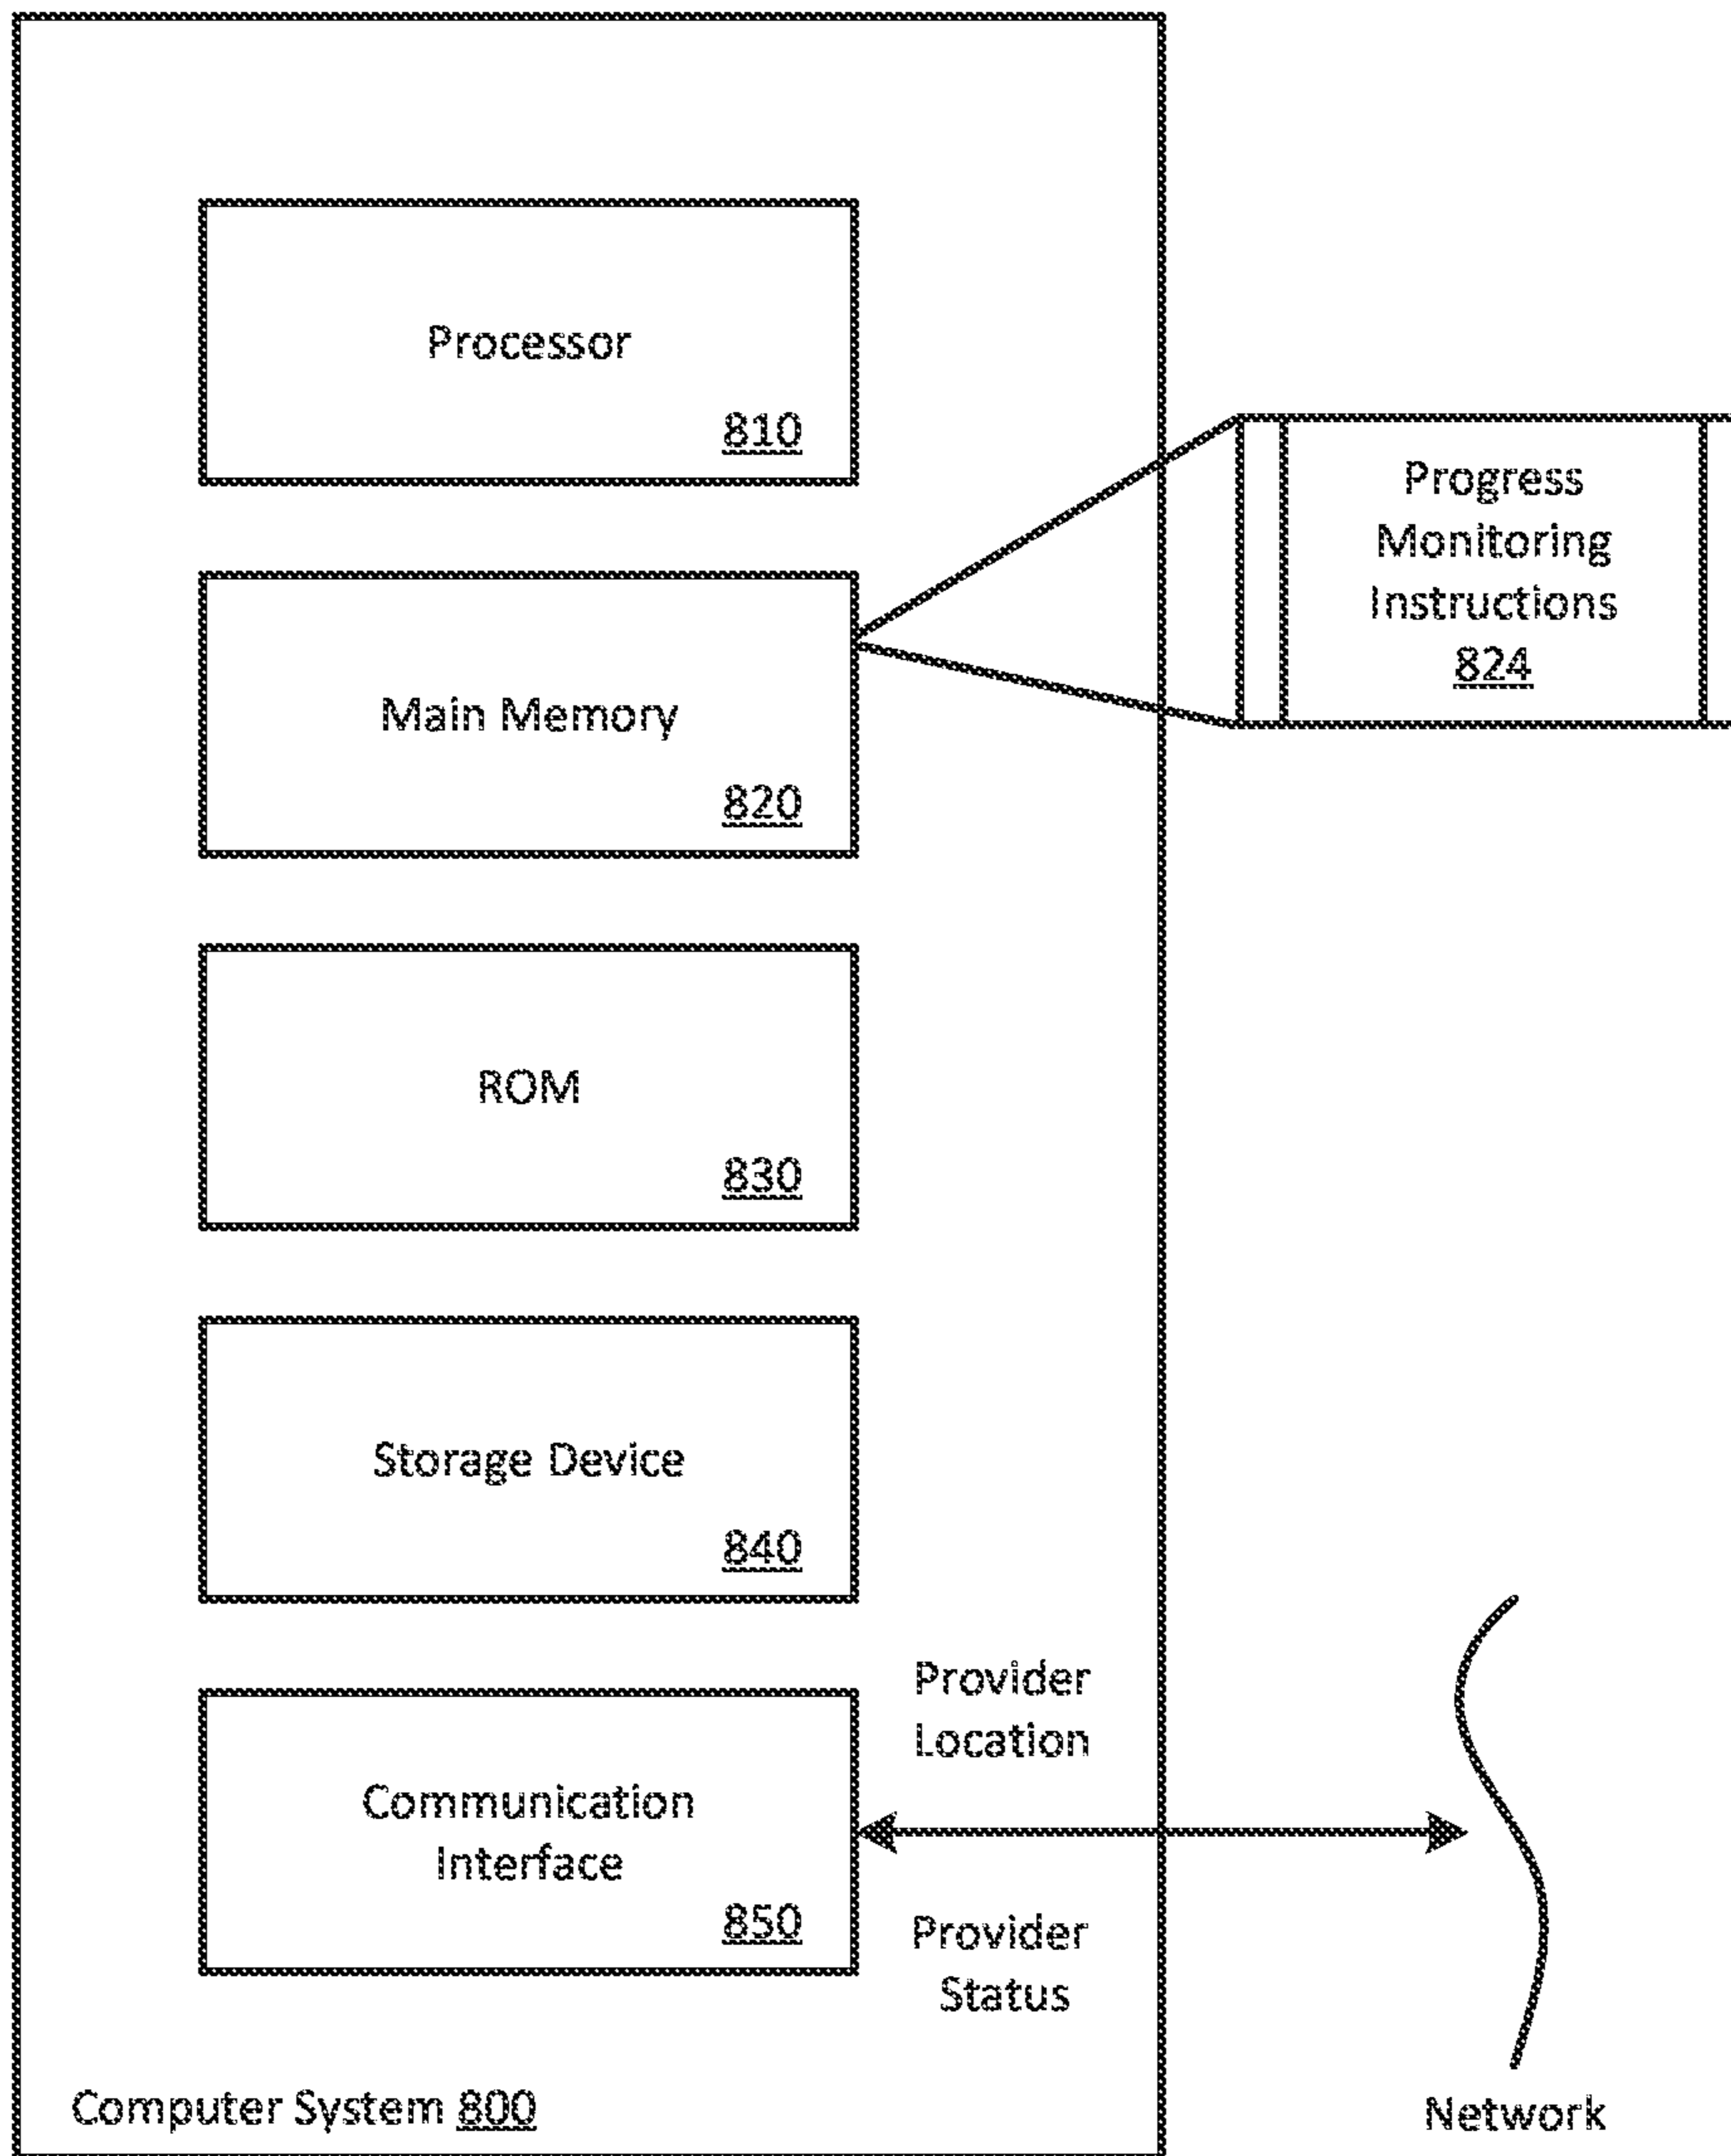 Processor
810
Progress
Monitoring
Instructions
824
Main Memory
820
ROM
830
Storage Device
840
Provider
Location
Communication
Interface
850
Provider
Status
Computer System 800
Network